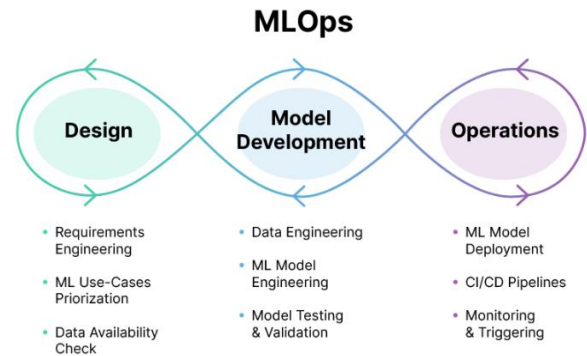 MLOps
Design
Model
Development
Operations
• Requirements
Engineering
• ML Use-Cases
Priorization
• Data Availability
Check
• Data Engineering
• ML Model
Engineering
• Model Testing
& Validation
• ML Model
Deployment
• CI/CD Pipelines
• Monitoring
& Triggering